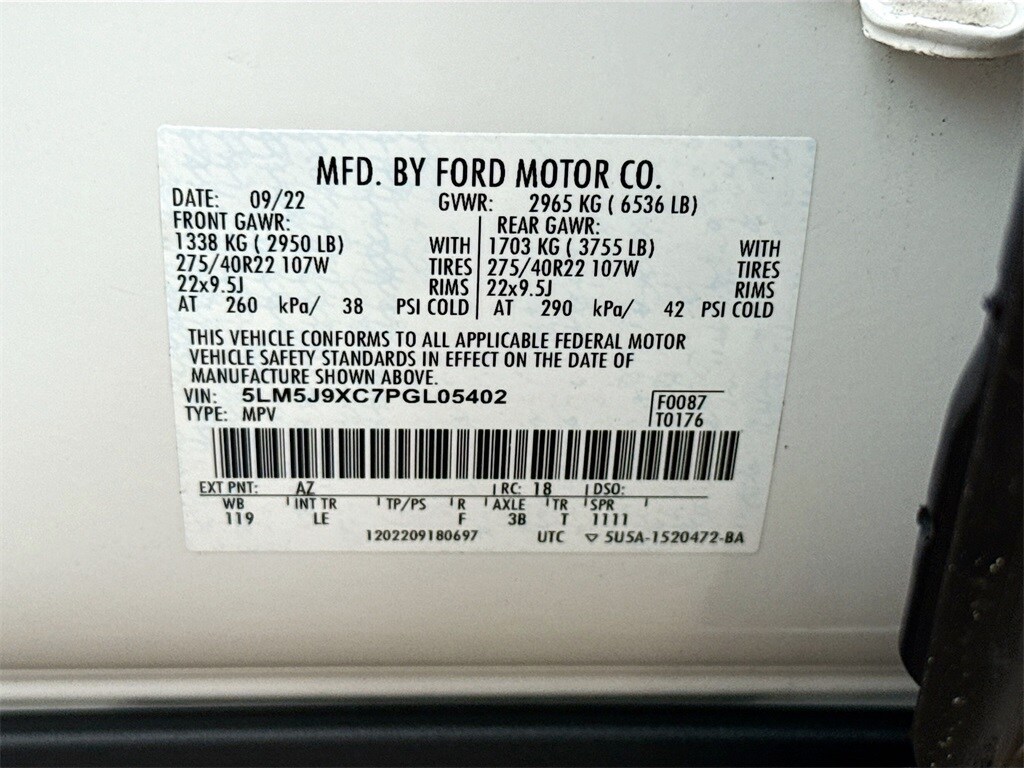 MFD. BY FORD MOTOR CO.
DATE: 09/22 GVWR: 2965 KG ( 6536 LB)
FRONT GAWR: REAR GAWR:
1338 KG ( 2950 LB) WITH 1703 KG ( 3755 LB) WITH
275/40R22 107W TIRES 275/40R22 107W TIRES
22x9.5J RIMS 22x9.5J RIMS
AT 260 kPa/ 38 PSI COLD AT 290 kPa/ 42 PSI COLD
THIS VEHICLE CONFORMS TO ALL APPLICABLE FEDERAL MOTOR
VEHICLE SAFETY STANDARDS IN EFFECT ON THE DATE OF
MANUFACTURE SHOWN ABOVE.
VIN: 5LM5J9XC7PGL05402 F0087
TYPE: MPV T0176
EXT PNT: AZ RC: 18 DSO:
WB INT TR TP/PS R AXLE TR SPR
119 LE F 3B T 1111
1202209180697 UTC ▽ 5U5A-1520472-BA